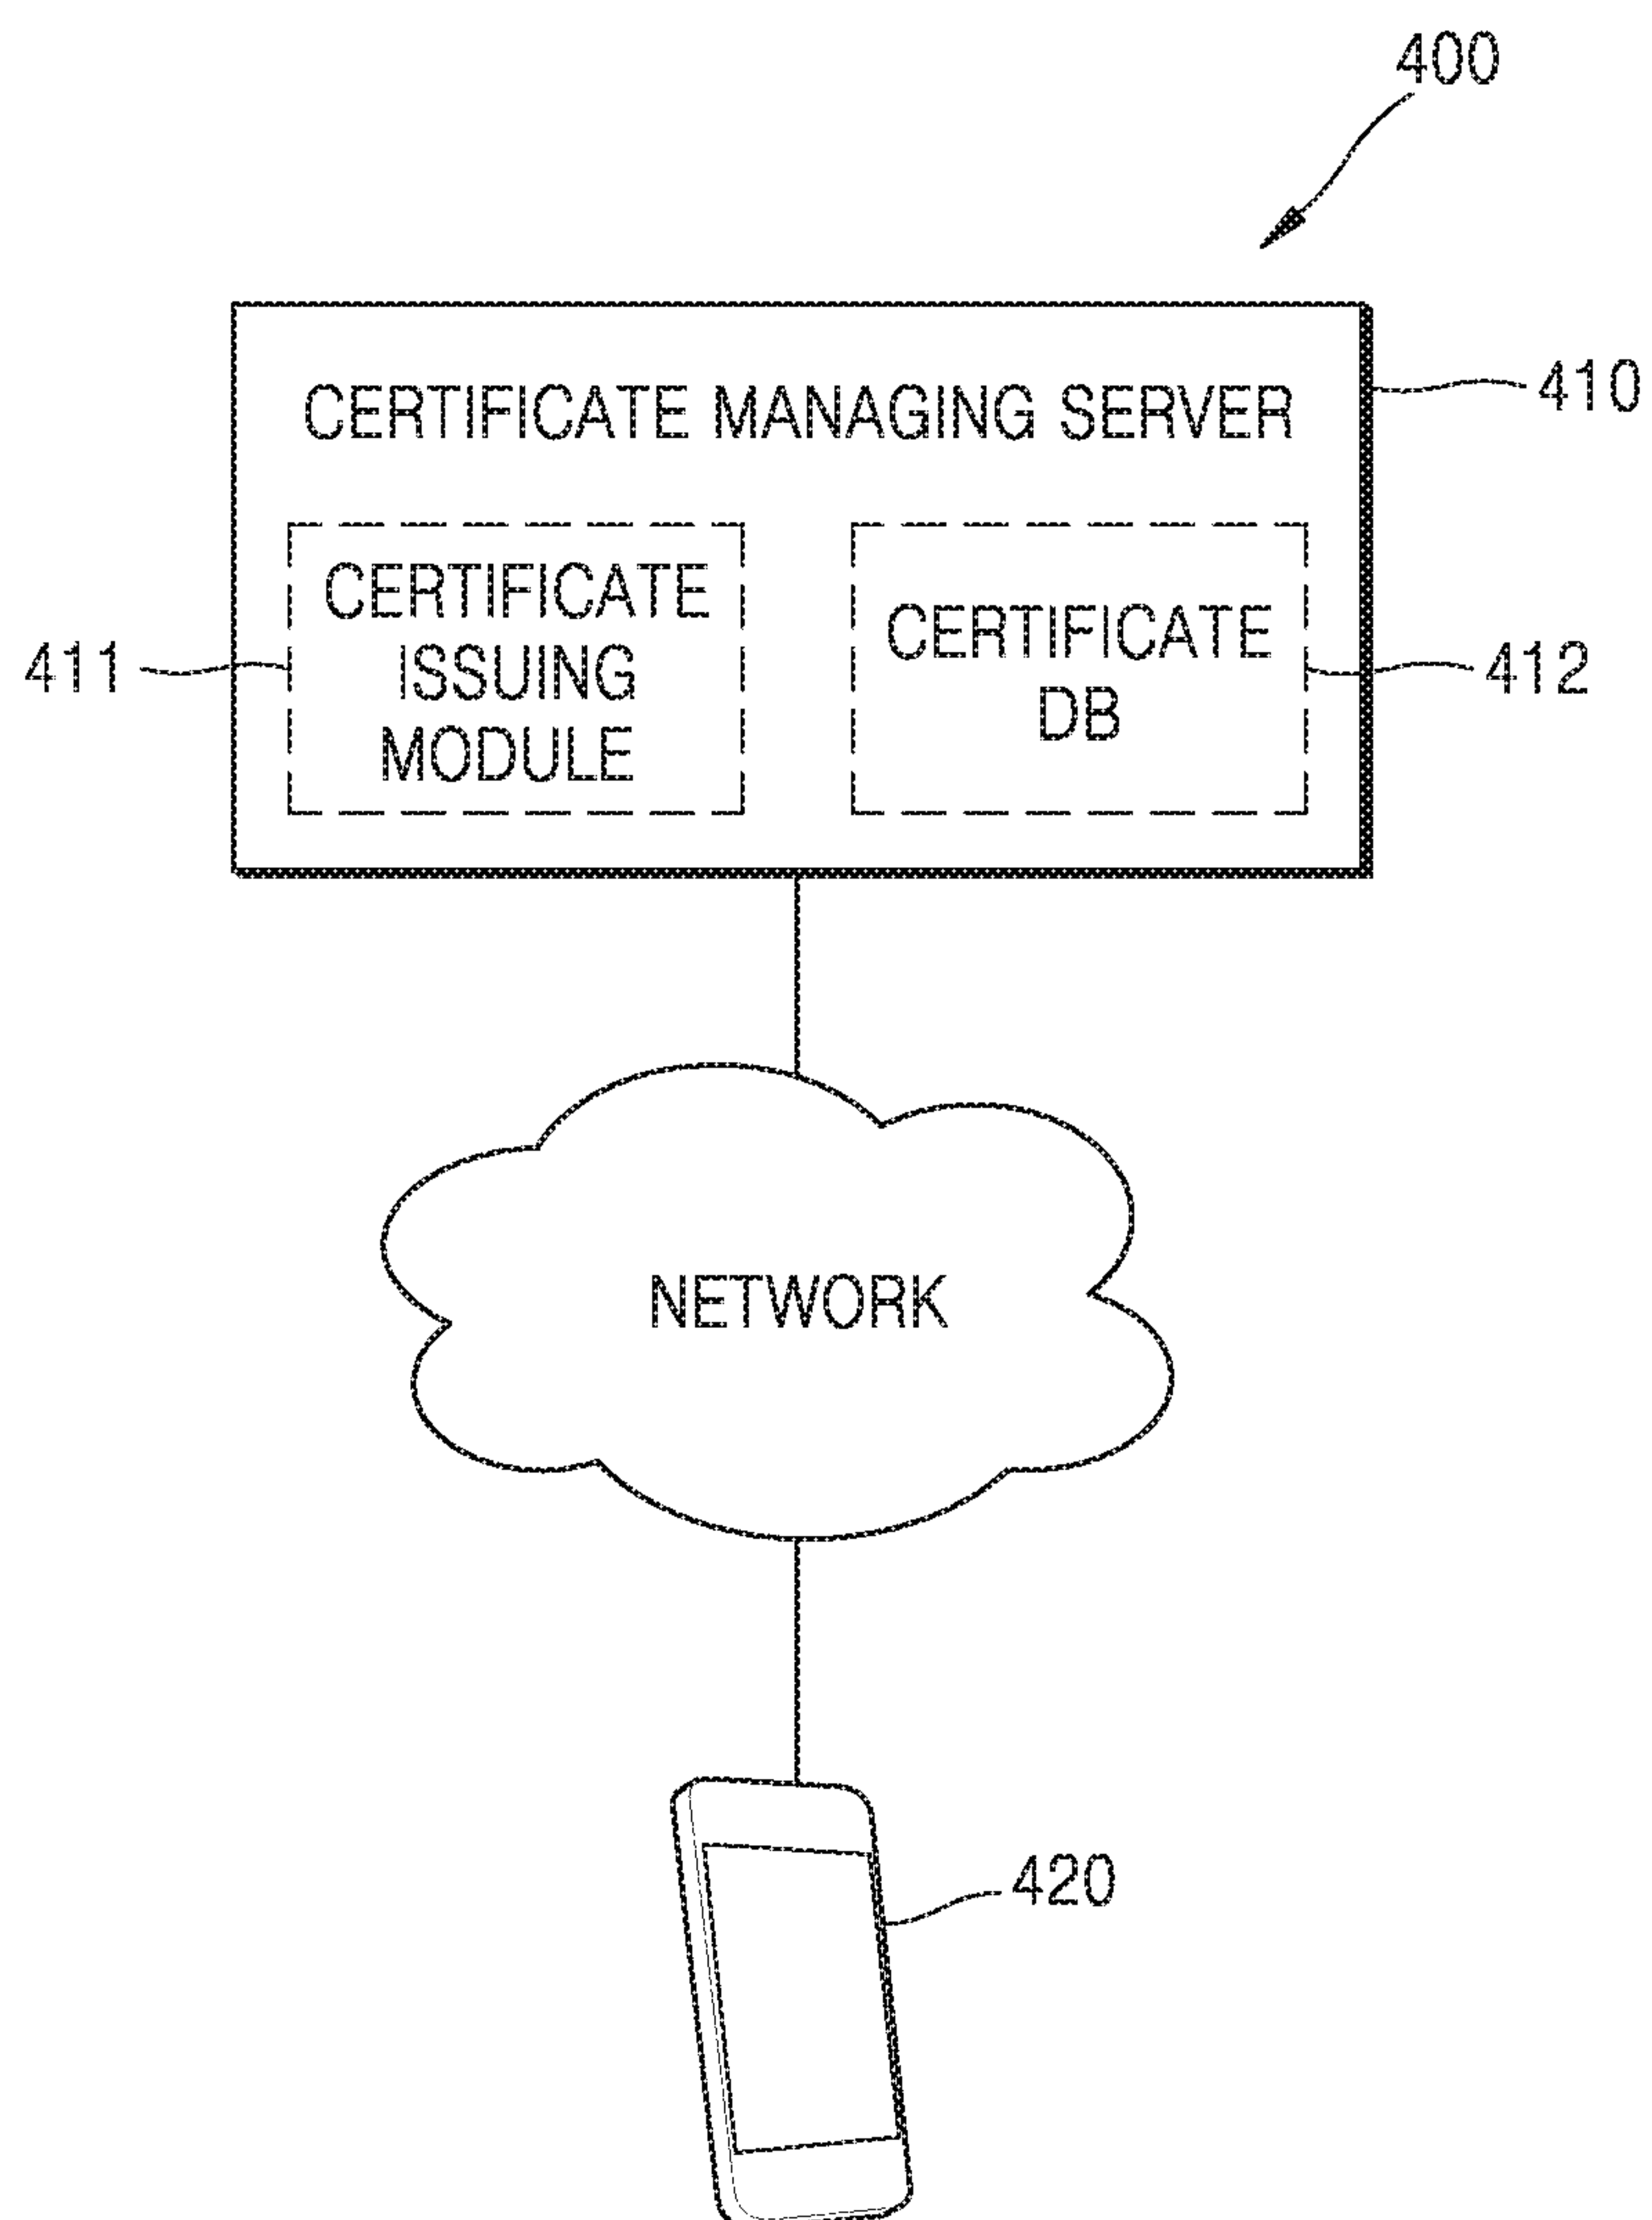 400
CERTIFICATE MANAGING SERVER
410
CERTIFICATE
ISSUING
MODULE
411
CERTIFICATE
DB
412
NETWORK
420